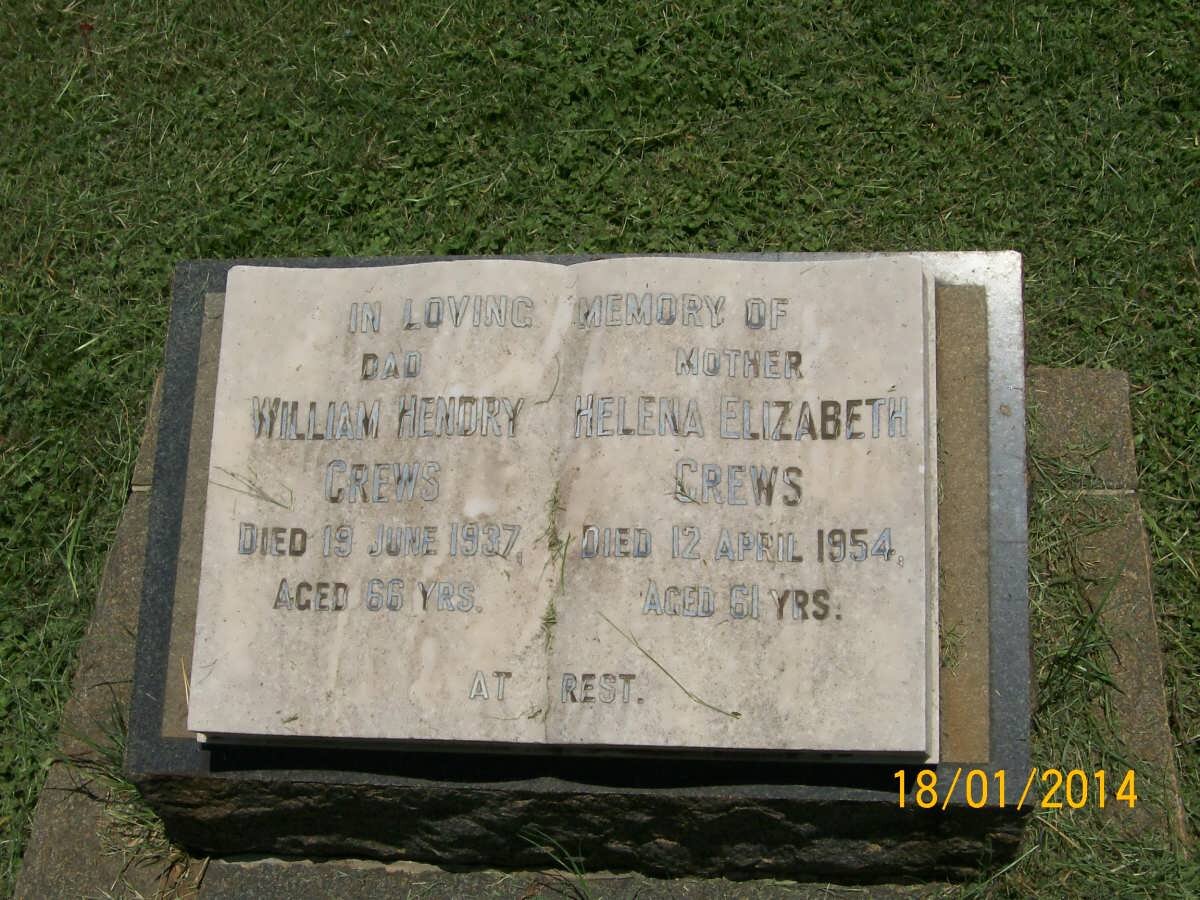 IN LOVING MEMORY OF
DAD
WILLIAM HENDRY
CREWS
DIED 19 JUNE 1937,
AGED 66 YRS.
MOTHER
HELENA ELIZABETH
CREWS
DIED 12 APRIL 1954,
AGED 61 YRS.
AT REST.
18/01/2014